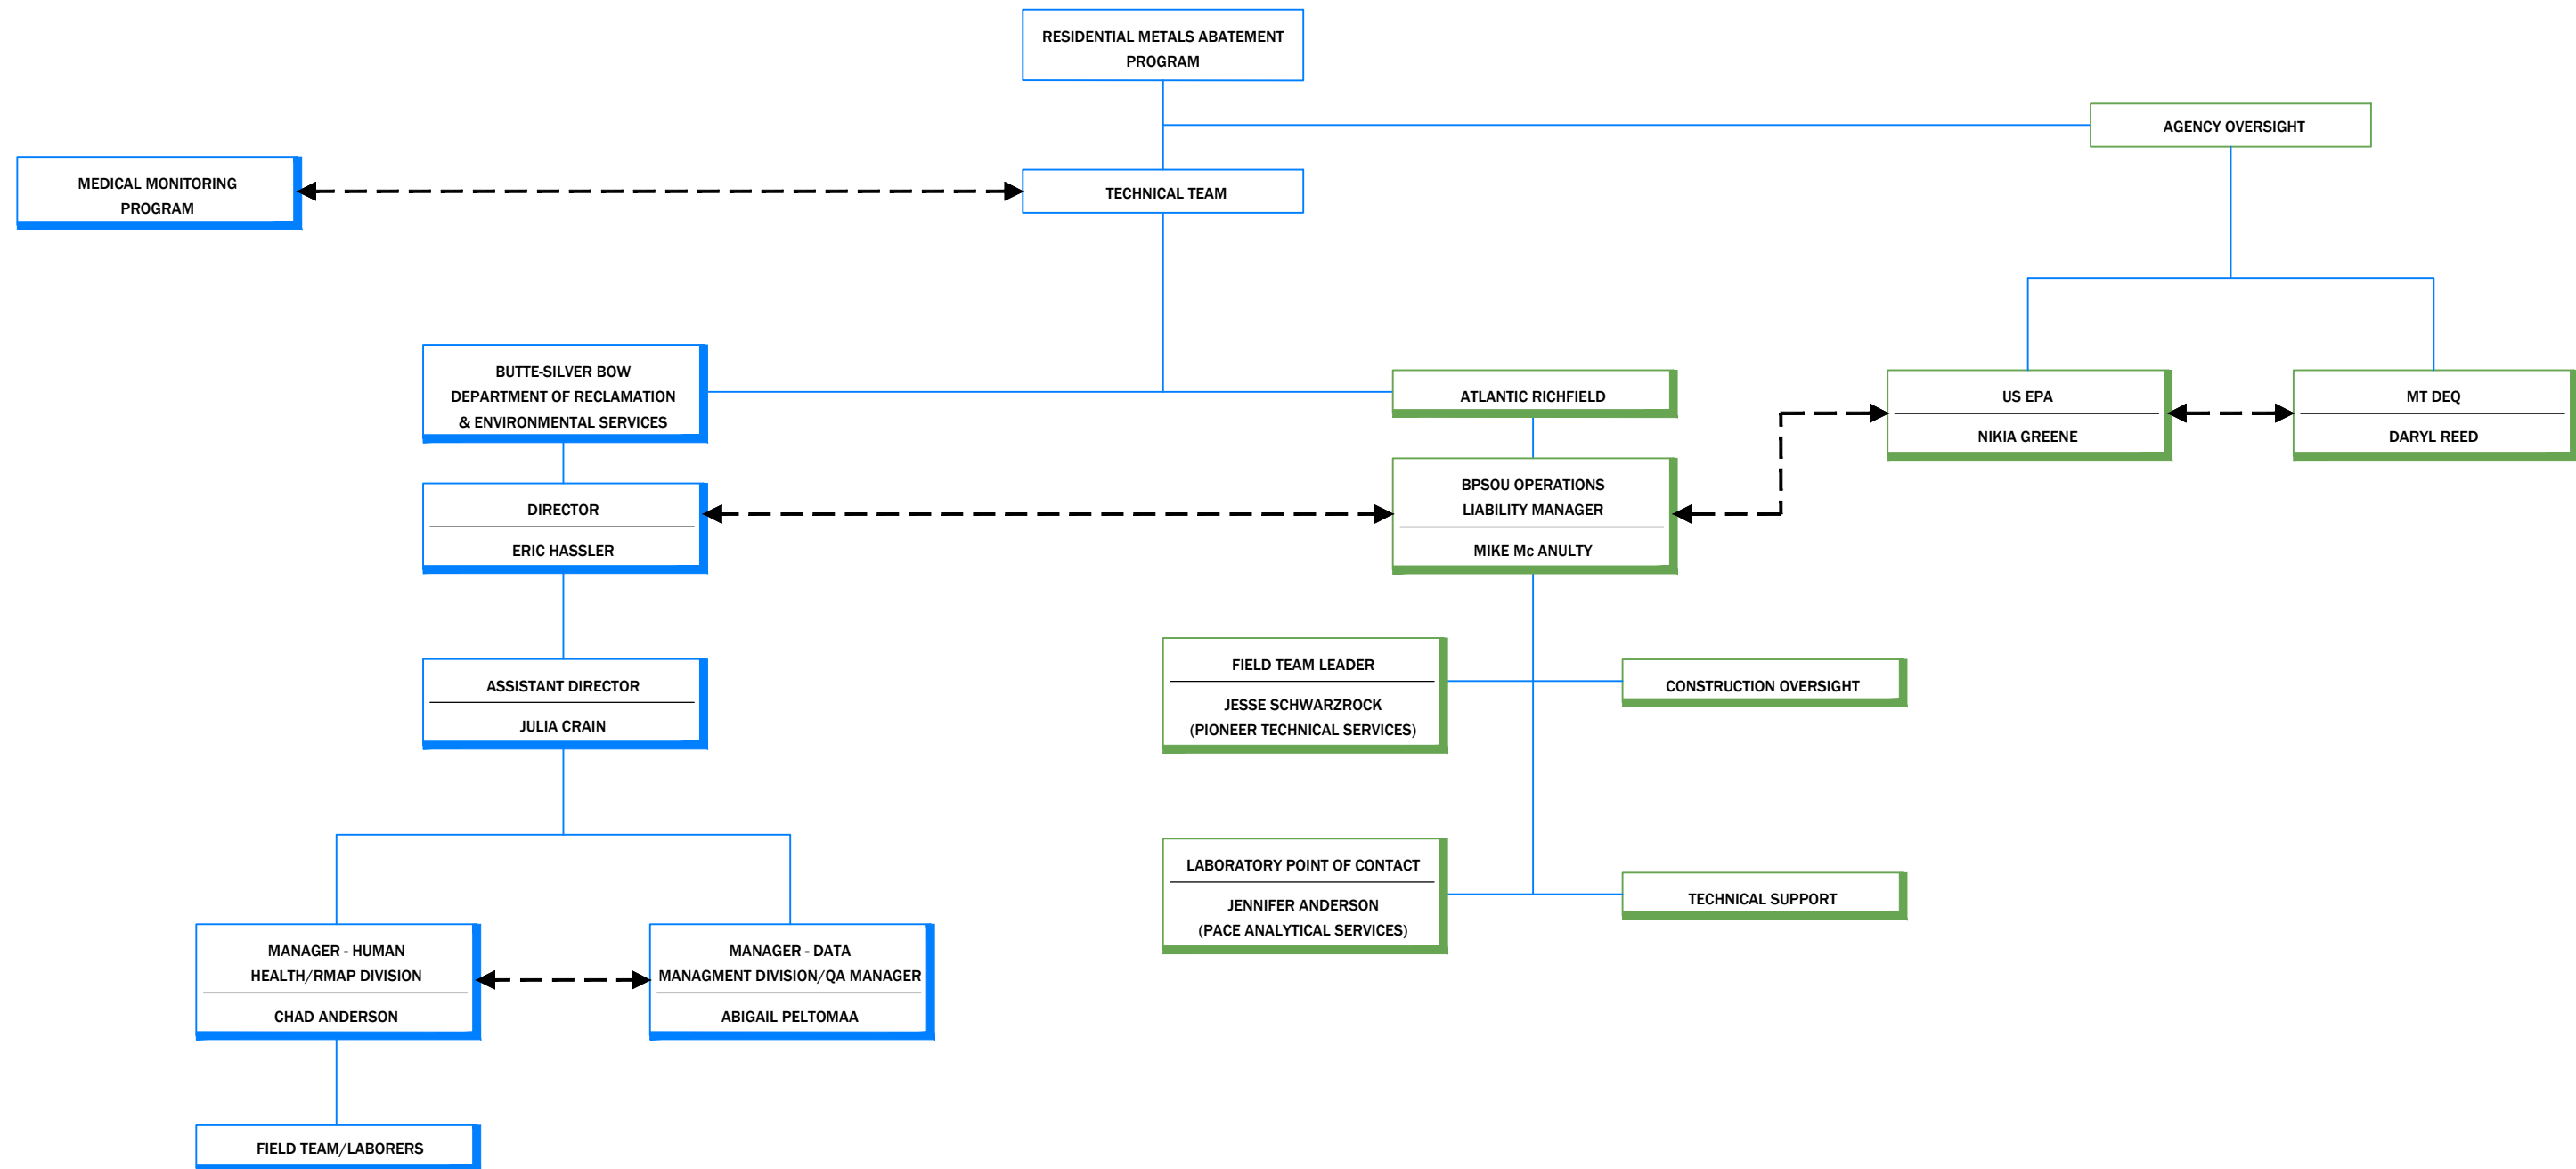 RESIDENTIAL METALS ABATEMENT
PROGRAM
AGENCY OVERSIGHT
MEDICAL MONITORING
PROGRAM
TECHNICAL TEAM
BUTTE-SILVER BOW
DEPARTMENT OF RECLAMATION
& ENVIRONMENTAL SERVICES
ATLANTIC RICHFIELD
US EPA
NIKIA GREENE
MT DEQ
DARYL REED
DIRECTOR
ERIC HASSLER
BPSOU OPERATIONS
LIABILITY MANAGER
MIKE Mc ANULTY
ASSISTANT DIRECTOR
JULIA CRAIN
FIELD TEAM LEADER
JESSE SCHWARZROCK
(PIONEER TECHNICAL SERVICES)
CONSTRUCTION OVERSIGHT
LABORATORY POINT OF CONTACT
JENNIFER ANDERSON
(PACE ANALYTICAL SERVICES)
TECHNICAL SUPPORT
MANAGER - HUMAN
HEALTH/RMAP DIVISION
CHAD ANDERSON
MANAGER - DATA
MANAGMENT DIVISION/QA MANAGER
ABIGAIL PELTOMAA
FIELD TEAM/LABORERS